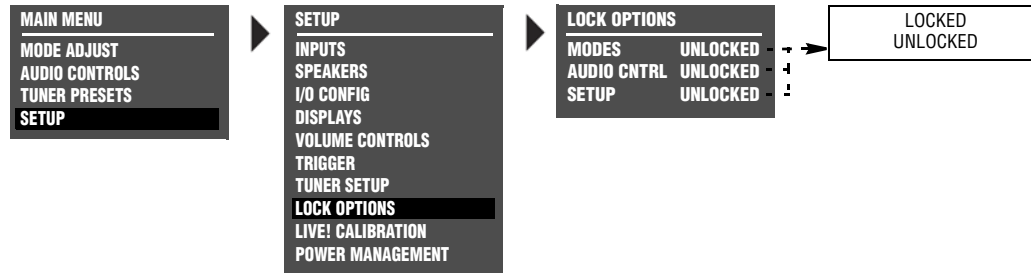 MAIN MENU
MODE ADJUST
AUDIO CONTROLS
TUNER PRESETS
SETUP
SETUP
INPUTS
SPEAKERS
I/O CONFIG
DISPLAYS
VOLUME CONTROLS
TRIGGER
TUNER SETUP
LOCK OPTIONS
LIVE! CALIBRATION
POWER MANAGEMENT
LOCK OPTIONS
MODES UNLOCKED
AUDIO CNTRL UNLOCKED
SETUP UNLOCKED
LOCKED
UNLOCKED